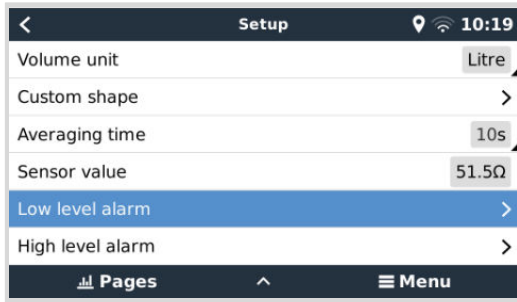 Setup 10:19
Volume unit Litre
Custom shape
Averaging time 10s
Sensor value 51.5Ω
Low level alarm
High level alarm
Pages Menu